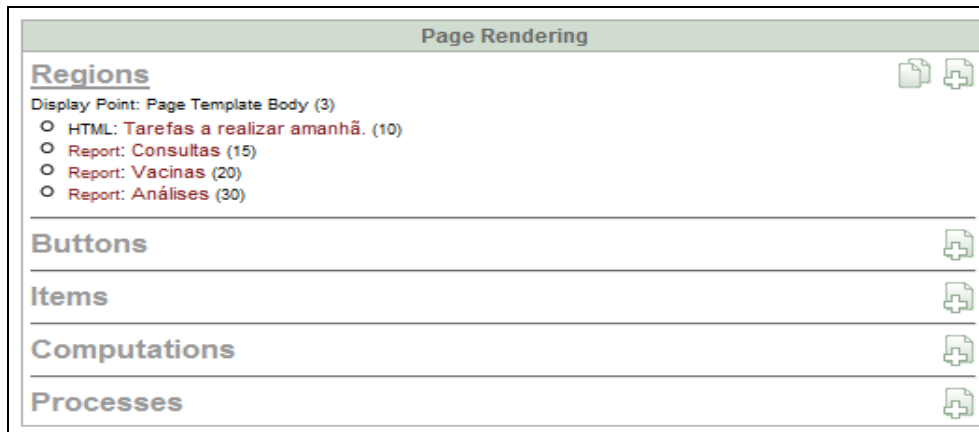 Page Rendering
Regions
Display Point: Page Template Body (3)
HTML: Tarefas a realizar amanhã. (10)
Report: Consultas (15)
Report: Vacinas (20)
Report: Análises (30)
Buttons
Items
Computations
Processes